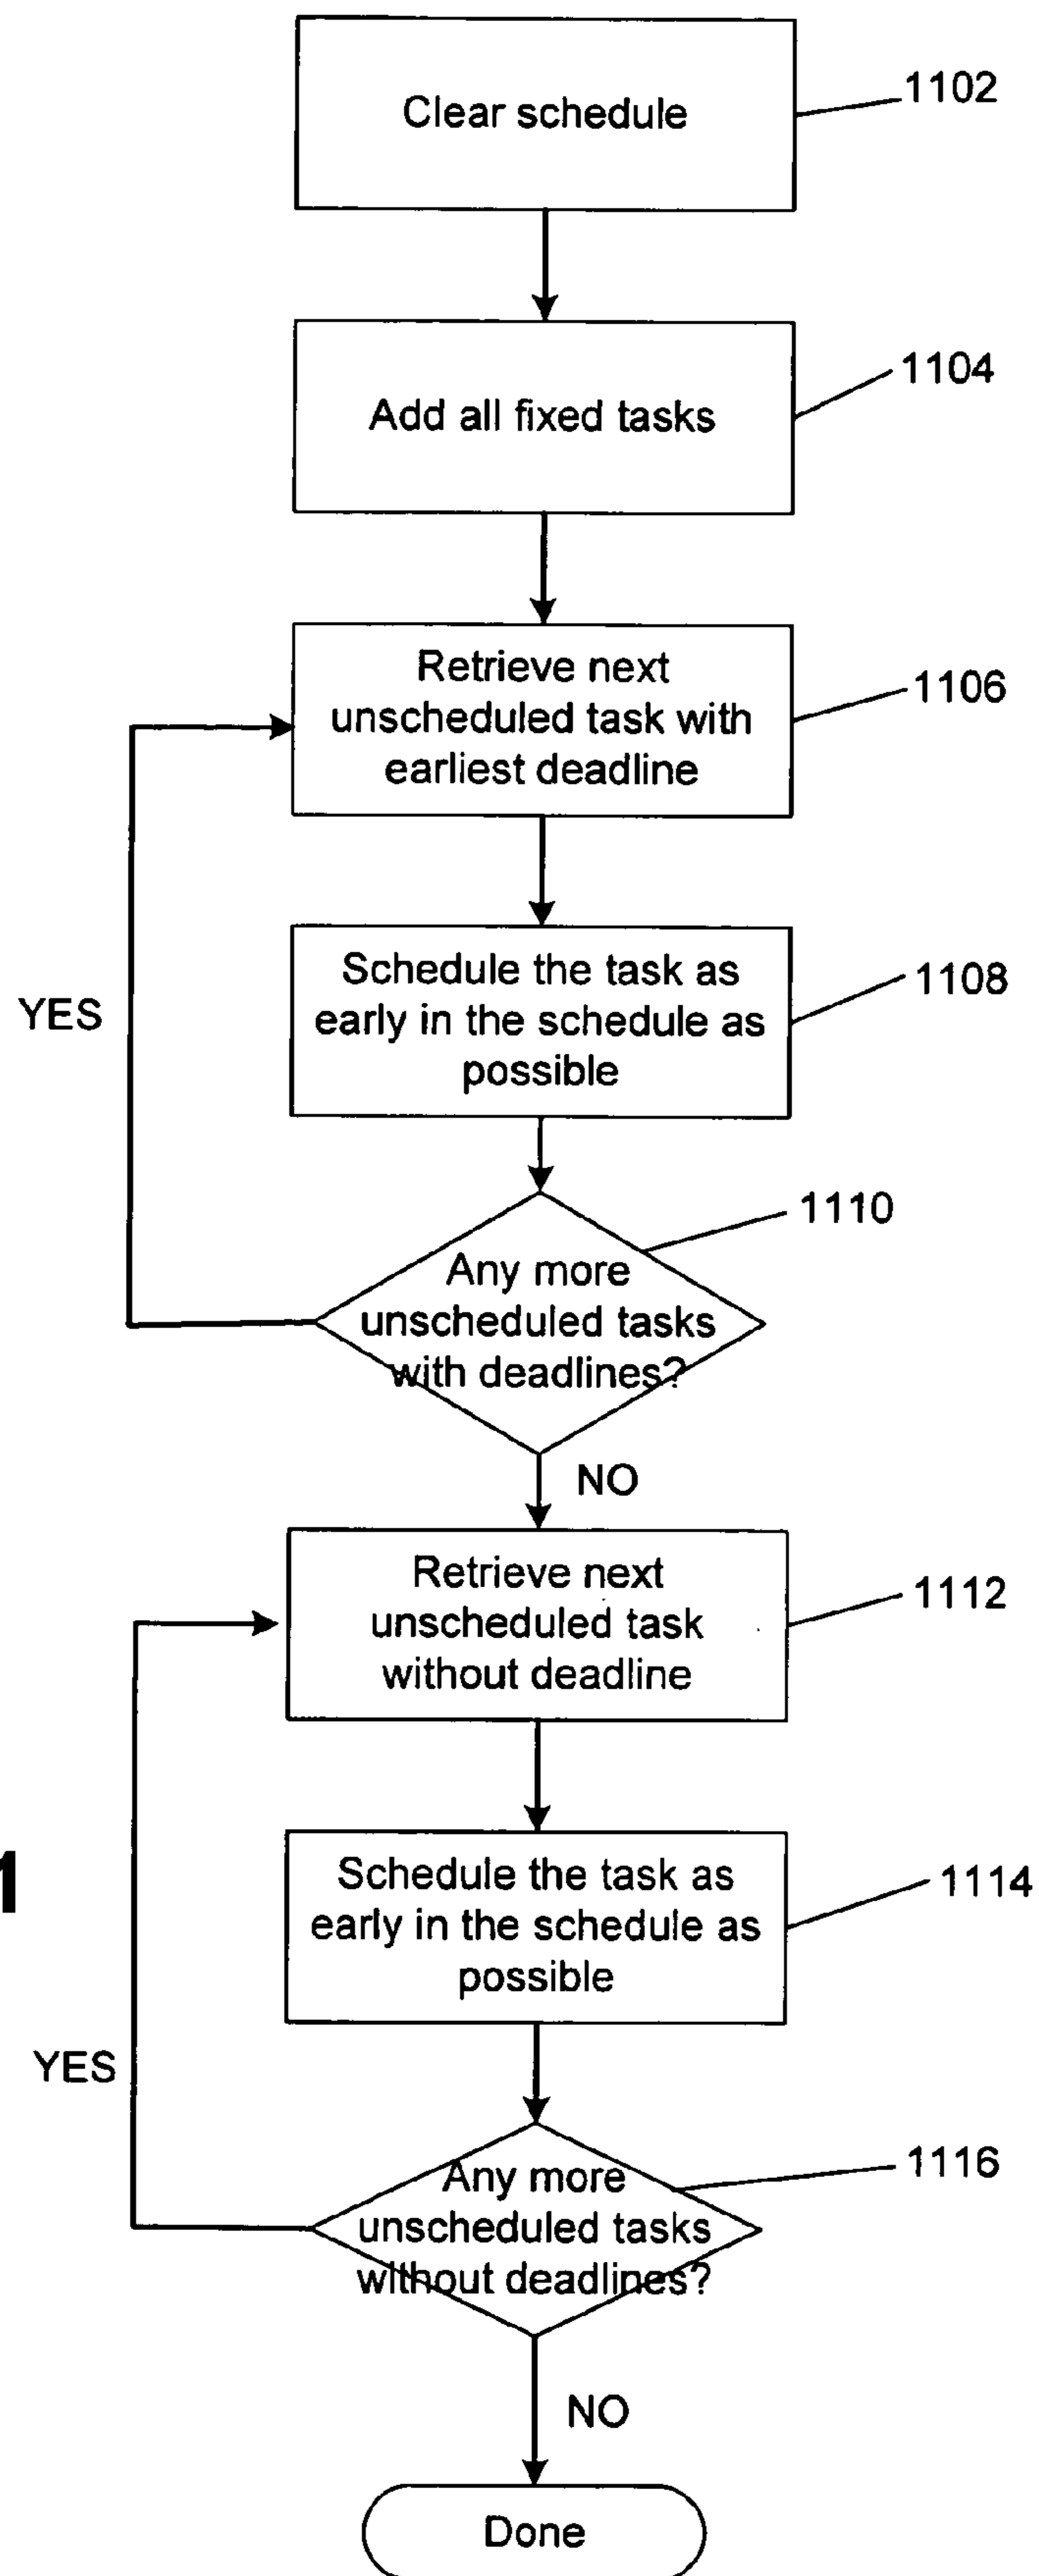 Clear schedule
1102
Add all fixed tasks
1104
Retrieve next
unscheduled task with
earliest deadline
1106
Schedule the task as
early in the schedule as
possible
1108
YES
Any more
unscheduled tasks
with deadlines?
1110
NO
Retrieve next
unscheduled task
without deadline
1112
Schedule the task as
early in the schedule as
possible
1114
1
YES
Any more
unscheduled tasks
without deadlines?
1116
NO
Done